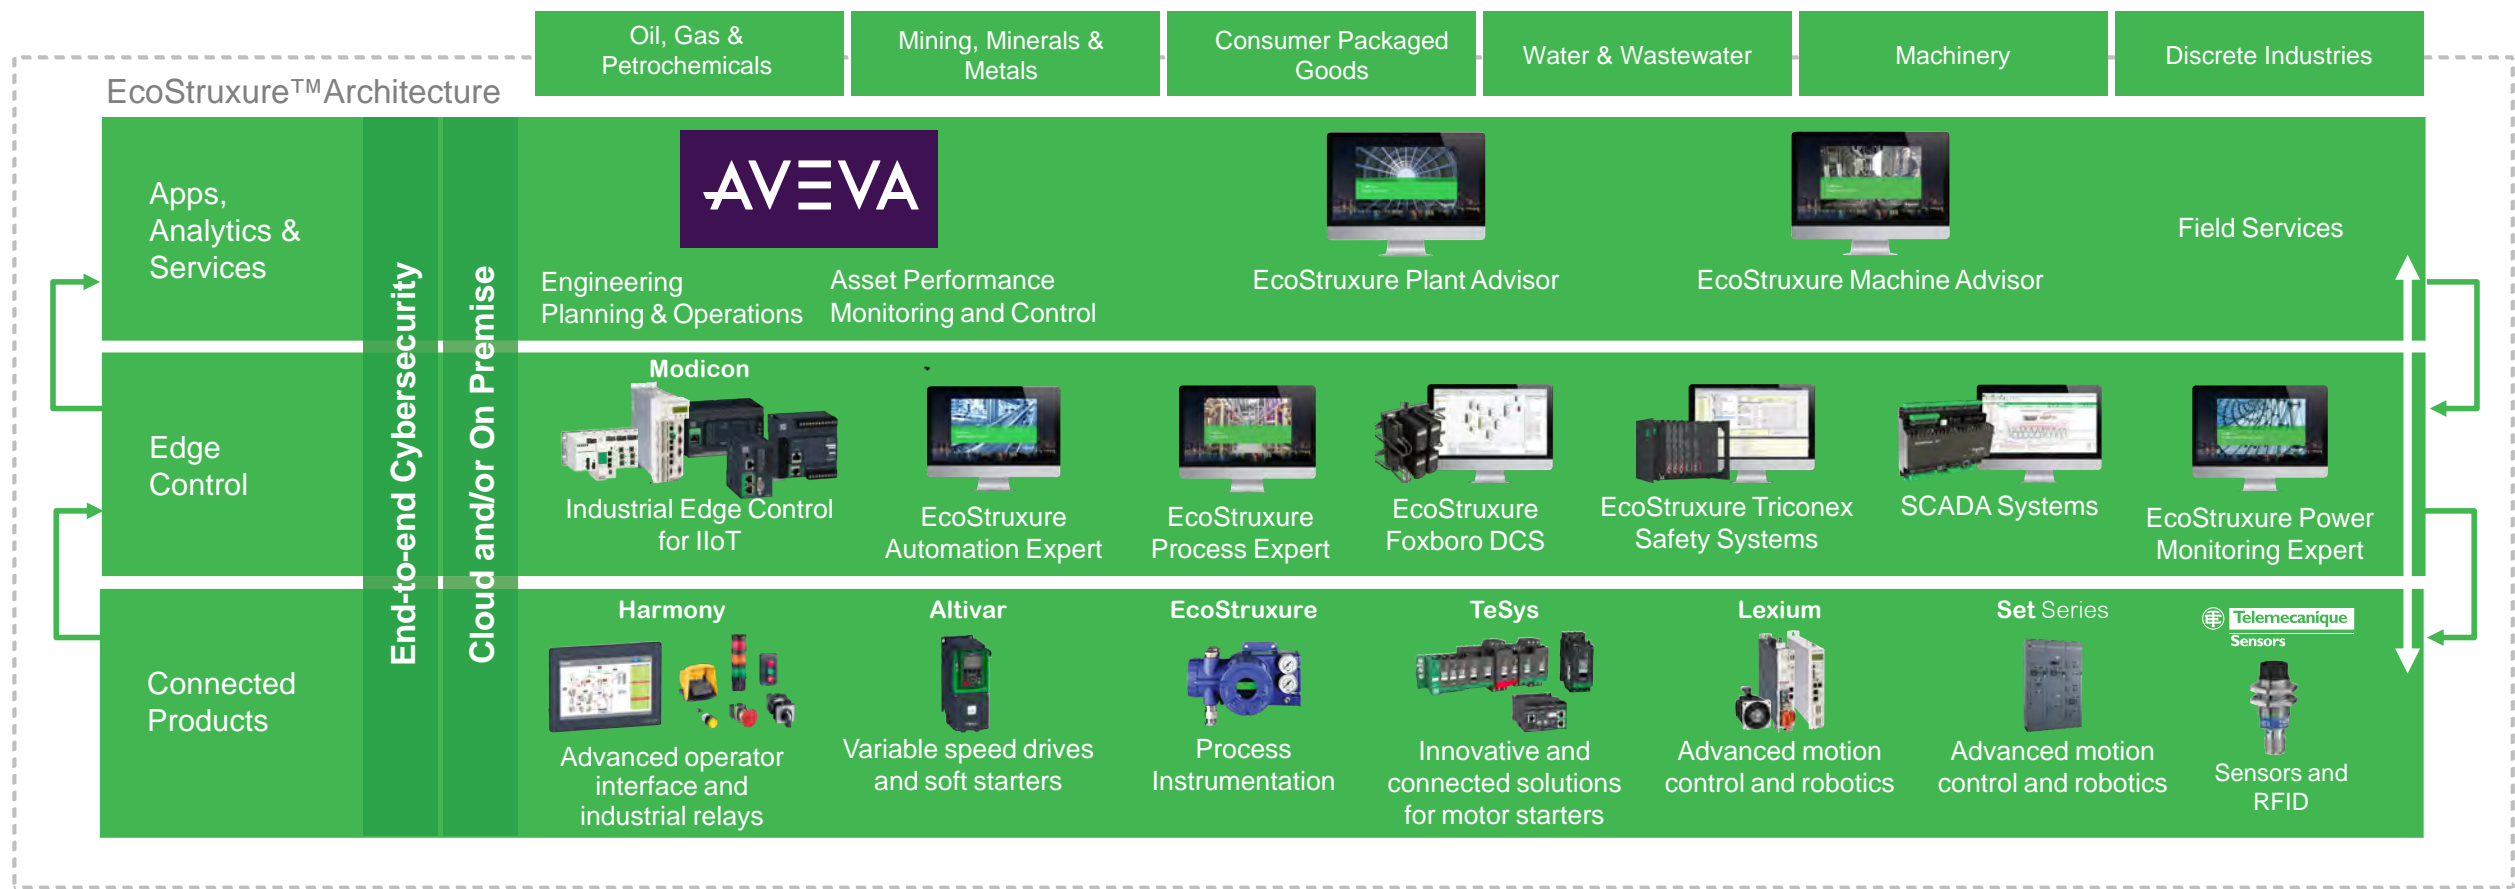 Oil, Gas &
Petrochemicals
Mining, Minerals &
Metals
Consumer Packaged
Goods
Water & Wastewater
Machinery
Discrete Industries
EcoStruxure™Architecture
Apps,
Analytics &
Services
End-to-end Cybersecurity
Cloud and/or On Premise
AVEVA
Engineering
Planning & Operations
Asset Performance
Monitoring and Control
EcoStruxure Plant Advisor
EcoStruxure Machine Advisor
Field Services
Edge
Control
Modicon
Industrial Edge Control
for IIoT
EcoStruxure
Automation Expert
EcoStruxure
Process Expert
EcoStruxure
Foxboro DCS
EcoStruxure Triconex
Safety Systems
SCADA Systems
EcoStruxure Power
Monitoring Expert
Connected
Products
Harmony
Advanced operator
interface and
industrial relays
Altivar
Variable speed drives
and soft starters
EcoStruxure
Process
Instrumentation
TeSys
Innovative and
connected solutions
for motor starters
Lexium
Advanced motion
control and robotics
Set Series
Advanced motion
control and robotics
Telemecanique
Sensors
Sensors and
RFID